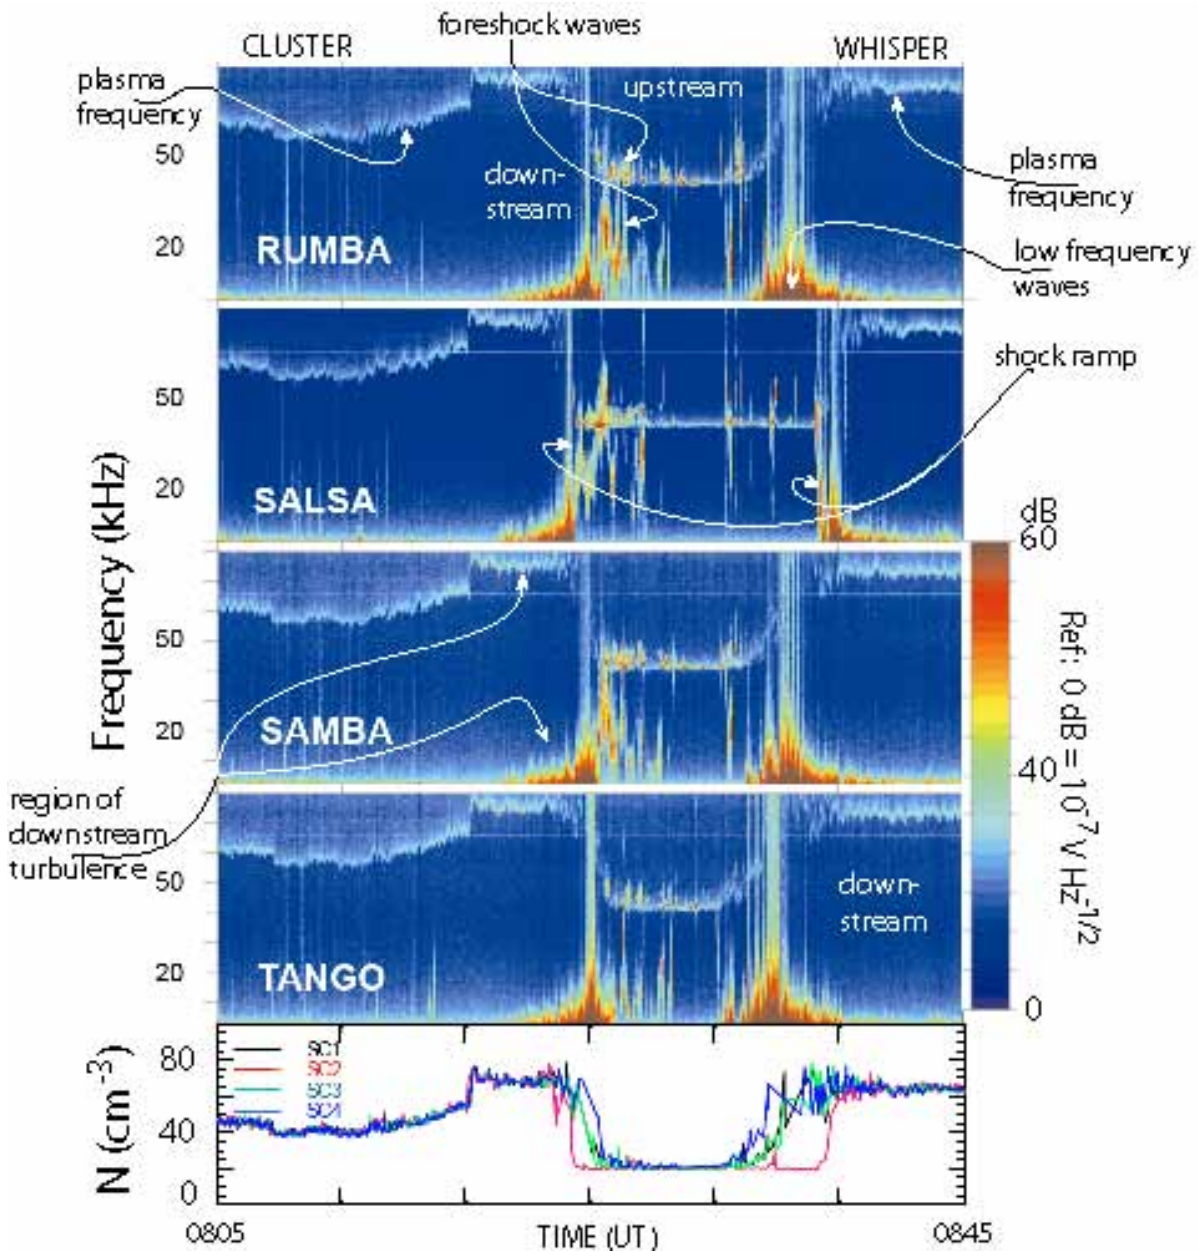 foreshock waves
CLUSTER
WHISPER
plasma
frequency
upstream
50
down-
stream
plasma
frequency
20
RUMBA
low frequency
waves
shock ramp
50
20
SALSA
Frequency (kHz)
dB
60
50
20
SAMBA
40
Ref: 0 dB = 10-7 V Hz-1/2
region of
downstream
turbulence
50
down-
stream
20
TANGO
0
80
SC1
SC2
SC3
SC4
40
N (cm-3)
0
0805
TIME (UT)
0845